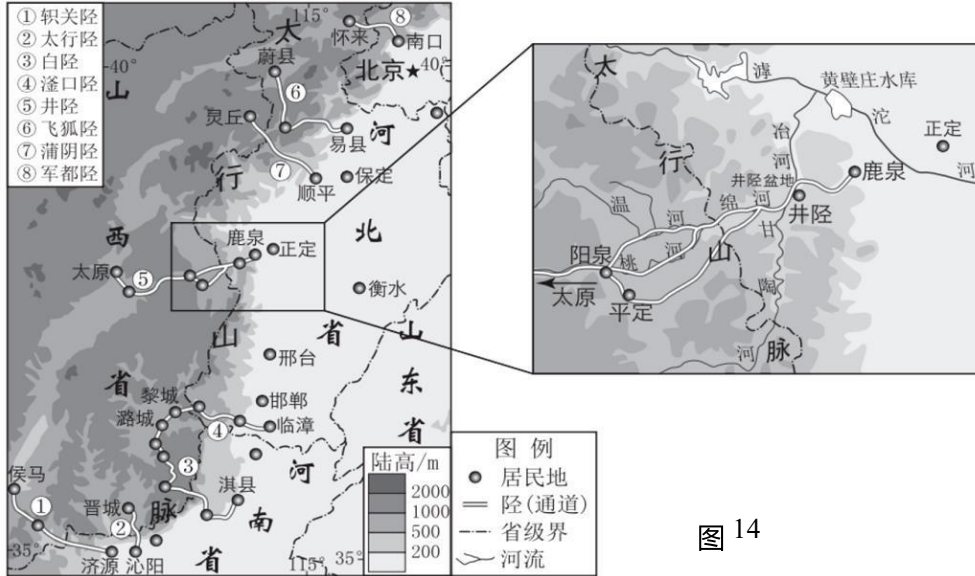 ①轵关陉
②太行陉
③白陉
④滏口陉
⑤井陉
⑥飞狐陉
⑦蒲阴陉
⑧军都陉
115°
太
怀来
⑧
南口
蔚县
北京★
40°
40°
山
⑥
灵丘
易县
河
⑦
行
顺平
保定
西
北
鹿泉
正定
太原
⑤
衡水
山
省
山
邢台
省
东
黎城
邯郸
潞城
④
临漳
省
③
河
侯马
淇县
①
晋城
脉
南
②
35°
济源
沁阳
省
115°
35°
陆高/m
2000
1000
500
200
图 例
居民地
陉(通道)
省级界
河流
太
滹
黄壁庄水库
沱
冶
正定
行
河
河
鹿泉
井陉盆地
温
河
绵
河
井陉
甘
阳泉
桃
河
山
陶
太原
平定
河
脉
图 14